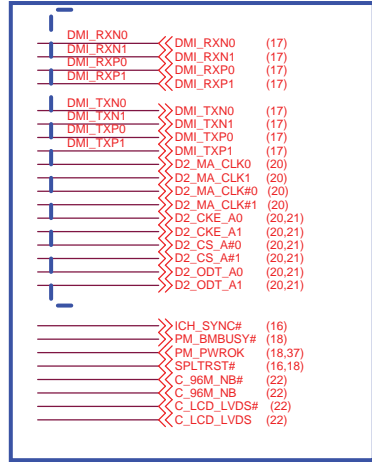 DMI_RXN0 DMI_RXN0 (17)
DMI_RXN1 DMI_RXN1 (17)
DMI_RXP0 DMI_RXP0 (17)
DMI_RXP1 DMI_RXP1 (17)
DMI_TXN0 DMI_TXN0 (17)
DMI_TXN1 DMI_TXN1 (17)
DMI_TXP0 DMI_TXP0 (17)
DMI_TXP1 DMI_TXP1 (17)
D2_MA_CLK0 (20)
D2_MA_CLK1 (20)
D2_MA_CLK#0 (20)
D2_MA_CLK#1 (20)
D2_CKE_A0 (20,21)
D2_CKE_A1 (20,21)
D2_CS_A#0 (20,21)
D2_CS_A#1 (20,21)
D2_ODT_A0 (20,21)
D2_ODT_A1 (20,21)
ICH_SYNC# (16)
PM_BMBUSY# (18)
PM_PWROK (18,37)
SPLTRST# (16,18)
C_96M_NB# (22)
C_96M_NB (22)
C_LCD_LVDS# (22)
C_LCD_LVDS (22)